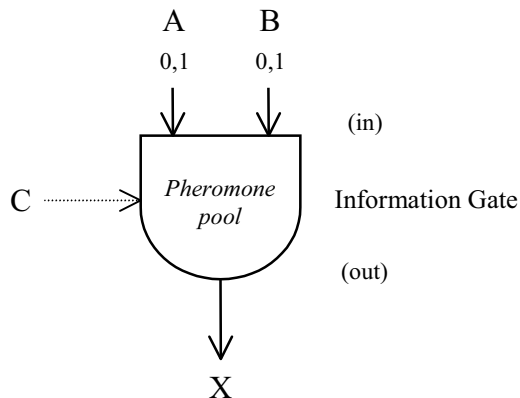 A B
0,1 0,1
(in)
Pheromone
pool
C
Information Gate
(out)
X